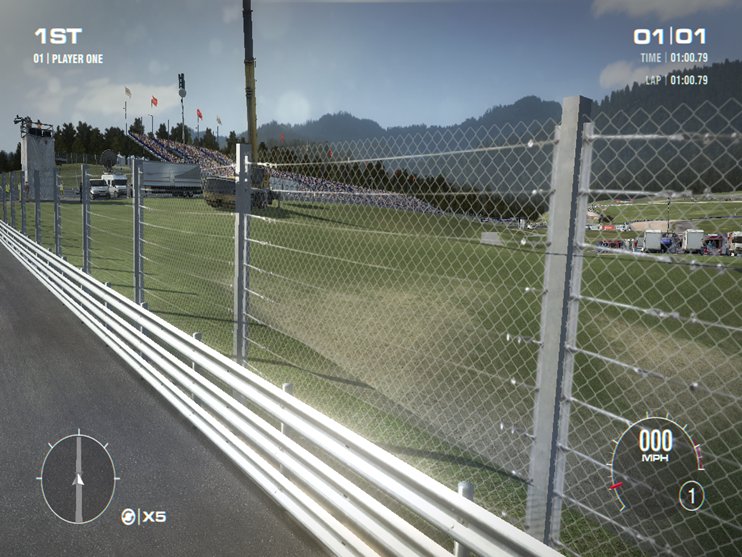 1ST
01 | PLAYER ONE
01|01
TIME | 01:00.79
LAP | 01:00.79
000
MPH
1
X5